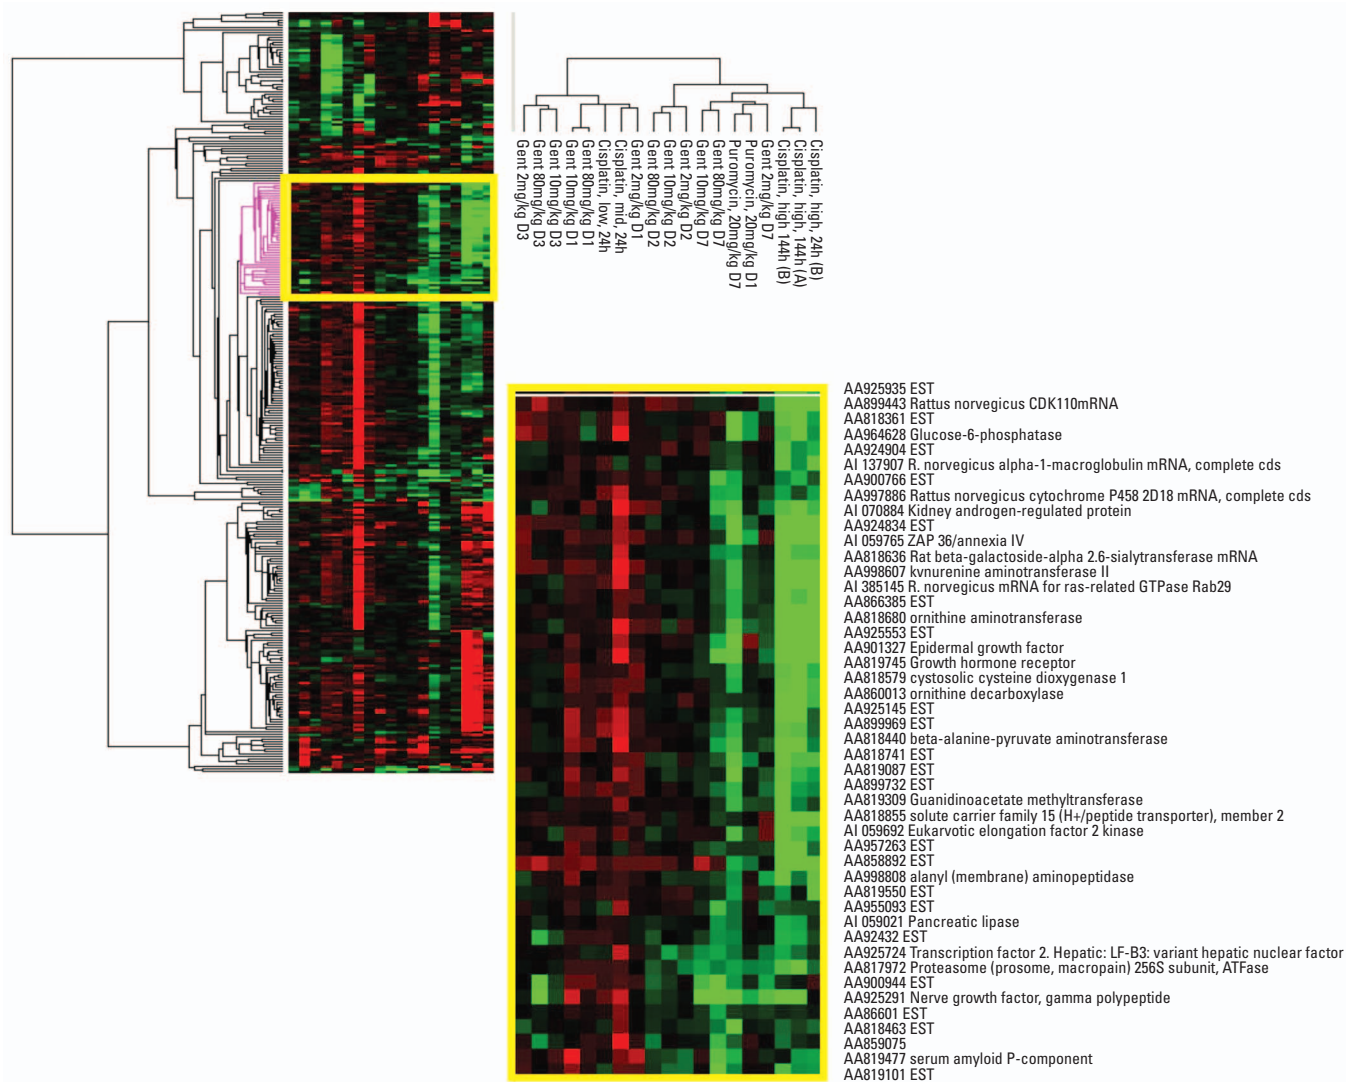 Gent 2mg/kg D3
Gent 80mg/kg D3
Gent 10mg/kg D3
Gent 10mg/kg D1
Gent 80mg/kg D1
Cisplatin, low, 24h
Cisplatin, mid, 24h
Gent 2mg/kg D1
Gent 80mg/kg D2
Gent 10mg/kg D2
Gent 2mg/kg D2
Gent 10mg/kg D7
Gent 80mg/kg D7
Puromycin, 20mg/kg D7
Puromycin, 20mg/kg D1
Gent 2mg/kg D7
Cisplatin, high 144h (B)
Cisplatin, high, 144h (A)
Cisplatin, high, 24h (B)
AA925935 EST
AA899443 Rattus norvegicus CDK110mRNA
AA818361 EST
AA964628 Glucose-6-phosphatase
AA924904 EST
AI 137907 R. norvegicus alpha-1-macroglobulin mRNA, complete cds
AA900766 EST
AA997886 Rattus norvegicus cytochrome P458 2D18 mRNA, complete cds
AI 070884 Kidney androgen-regulated protein
AA924834 EST
AI 059765 ZAP 36/annexia IV
AA818636 Rat beta-galactoside-alpha 2.6-sialytransferase mRNA
AA998607 kvnurenine aminotransferase II
AI 385145 R. norvegicus mRNA for ras-related GTPase Rab29
AA866385 EST
AA818680 ornithine aminotransferase
AA925553 EST
AA901327 Epidermal growth factor
AA819745 Growth hormone receptor
AA818579 cystosolic cysteine dioxygenase 1
AA860013 ornithine decarboxylase
AA925145 EST
AA899969 EST
AA818440 beta-alanine-pyruvate aminotransferase
AA818741 EST
AA819087 EST
AA899732 EST
AA819309 Guanidinoacetate methyltransferase
AA818855 solute carrier family 15 (H+/peptide transporter), member 2
AI 059692 Eukarvotic elongation factor 2 kinase
AA957263 EST
AA858892 EST
AA998808 alanyl (membrane) aminopeptidase
AA819550 EST
AA955093 EST
AI 059021 Pancreatic lipase
AA92432 EST
AA925724 Transcription factor 2. Hepatic: LF-B3: variant hepatic nuclear factor
AA817972 Proteasome (prosome, macropain) 256S subunit, ATFase
AA900944 EST
AA925291 Nerve growth factor, gamma polypeptide
AA86601 EST
AA818463 EST
AA859075
AA819477 serum amyloid P-component
AA819101 EST